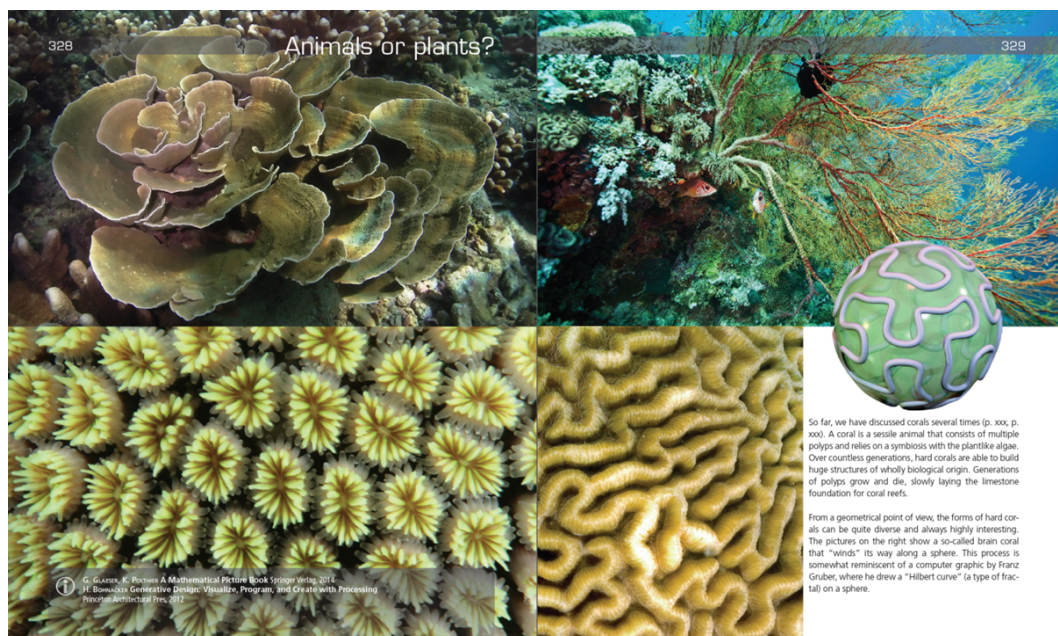 328
Animals or plants?
329
So far, we have discussed corals several times (p. xxx, p.
xxx). A coral is a sessile animal that consists of multiple
polyps and relies on a symbiosis with the plantlike algae.
Over countless generations, hard corals are able to build
huge structures of wholly biological origin. Generations
of polyps grow and die, slowly laying the limestone
foundation for coral reefs.
From a geometrical point of view, the forms of hard cor-
als can be quite diverse and always highly interesting.
The pictures on the right show a so-called brain coral
that "winds" its way along a sphere. This process is
somewhat reminiscent of a computer graphic by Franz
Gruber, where he drew a "Hilbert curve" (a type of frac-
tal) on a sphere.
i
G. Glaeser, K. Polthier A Mathematical Picture Book Springer Verlag, 2014
H. Bohnacker Generative Design: Visualize, Program, and Create with Processing
Princeton Architectural Pres, 2012